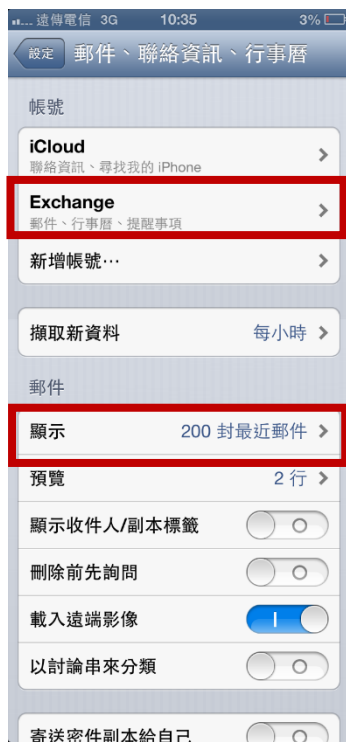 遠傳電信 3G 10:35 3%
設定 郵件、聯絡資訊、行事曆
帳號
iCloud
聯絡資訊、尋找我的 iPhone
Exchange
郵件、行事曆、提醒事項
新增帳號⋯
擷取新資料 每小時
郵件
顯示 200 封最近郵件
預覽 2 行
顯示收件人/副本標籤
刪除前先詢問
載入遠端影像
以討論串來分類
寄送密件副本給自己